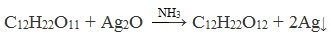 C12H22O11 + Ag2O —NH3→ C12H22O12 + 2Ag↓